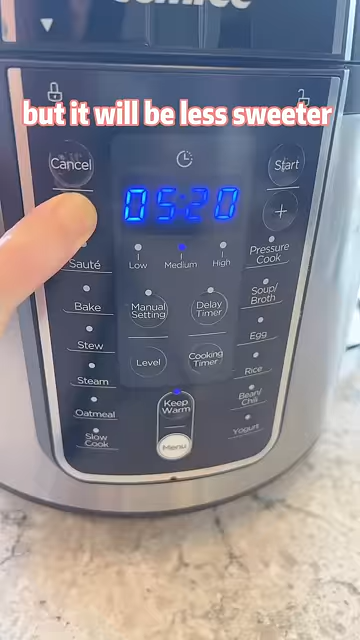 but it will be less sweeter
Cancel
Start
05:20
+
Low
Medium
High
Sauté
Pressure
Cook
Bake
Manual
Setting
Delay
Timer
Soup/
Broth
Stew
Egg
Level
Cooking
Timer
Steam
Rice
Keep
Warm
Oatmeal
Bean/
Chili
Menu
Slow
Cook
Yogurt